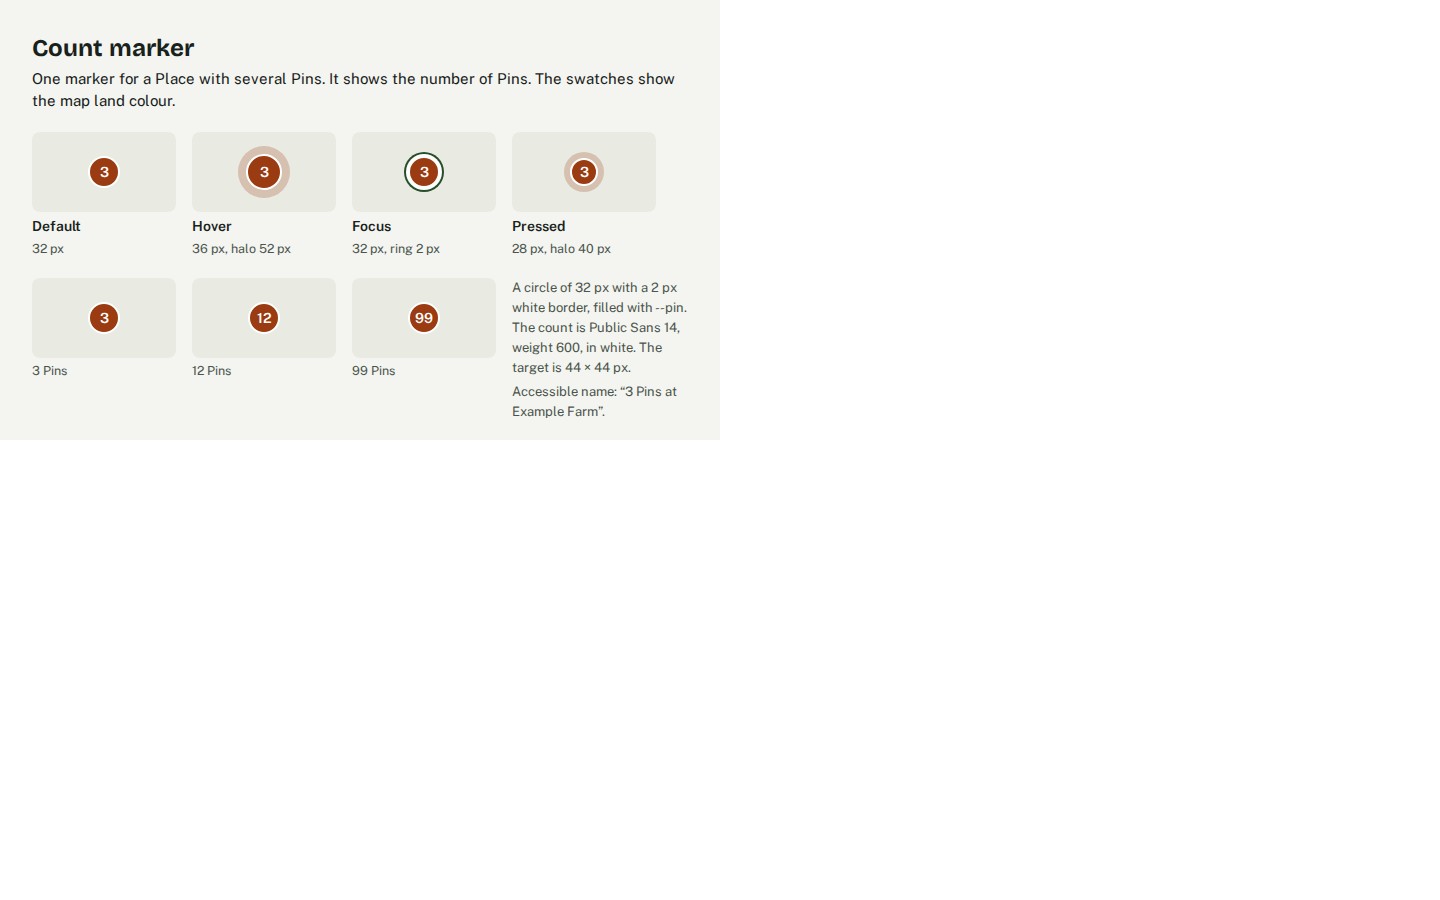 Count marker
One marker for a Place with several Pins. It shows the number of Pins. The swatches show
the map land colour.
3
3
3
3
Default
Hover
Focus
Pressed
32 px
36 px, halo 52 px
32 px, ring 2 px
28 px, halo 40 px
3
12
99
3 Pins
12 Pins
99 Pins
A circle of 32 px with a 2 px
white border, filled with --pin.
The count is Public Sans 14,
weight 600, in white. The
target is 44 × 44 px.
Accessible name: “3 Pins at
Example Farm”.